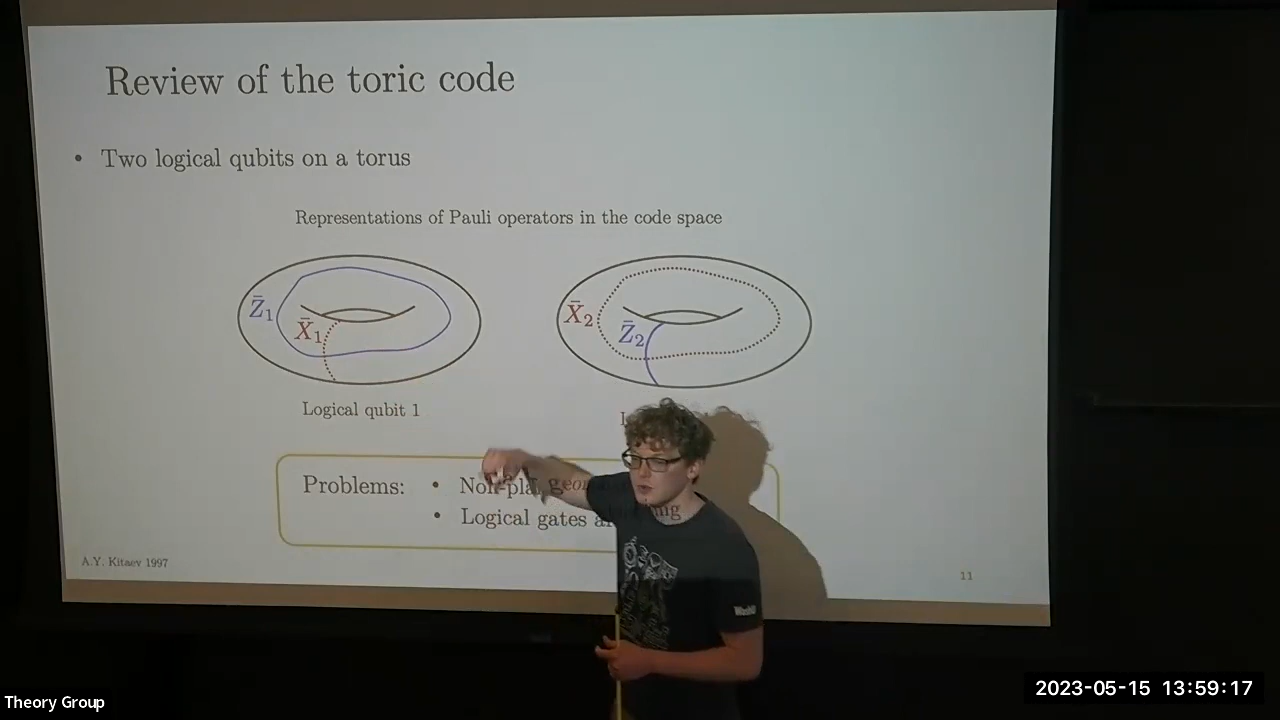 Review of the toric code
• Two logical qubits on a torus
Representations of Pauli operators in the code space
Z̄₁
X̄₁
X̄₂
Z̄₂
Logical qubit 1
Problems:
•
•
Logical gates
A.Y. Kitaev 1997
11
Theory Group
2023-05-15 13:59:17